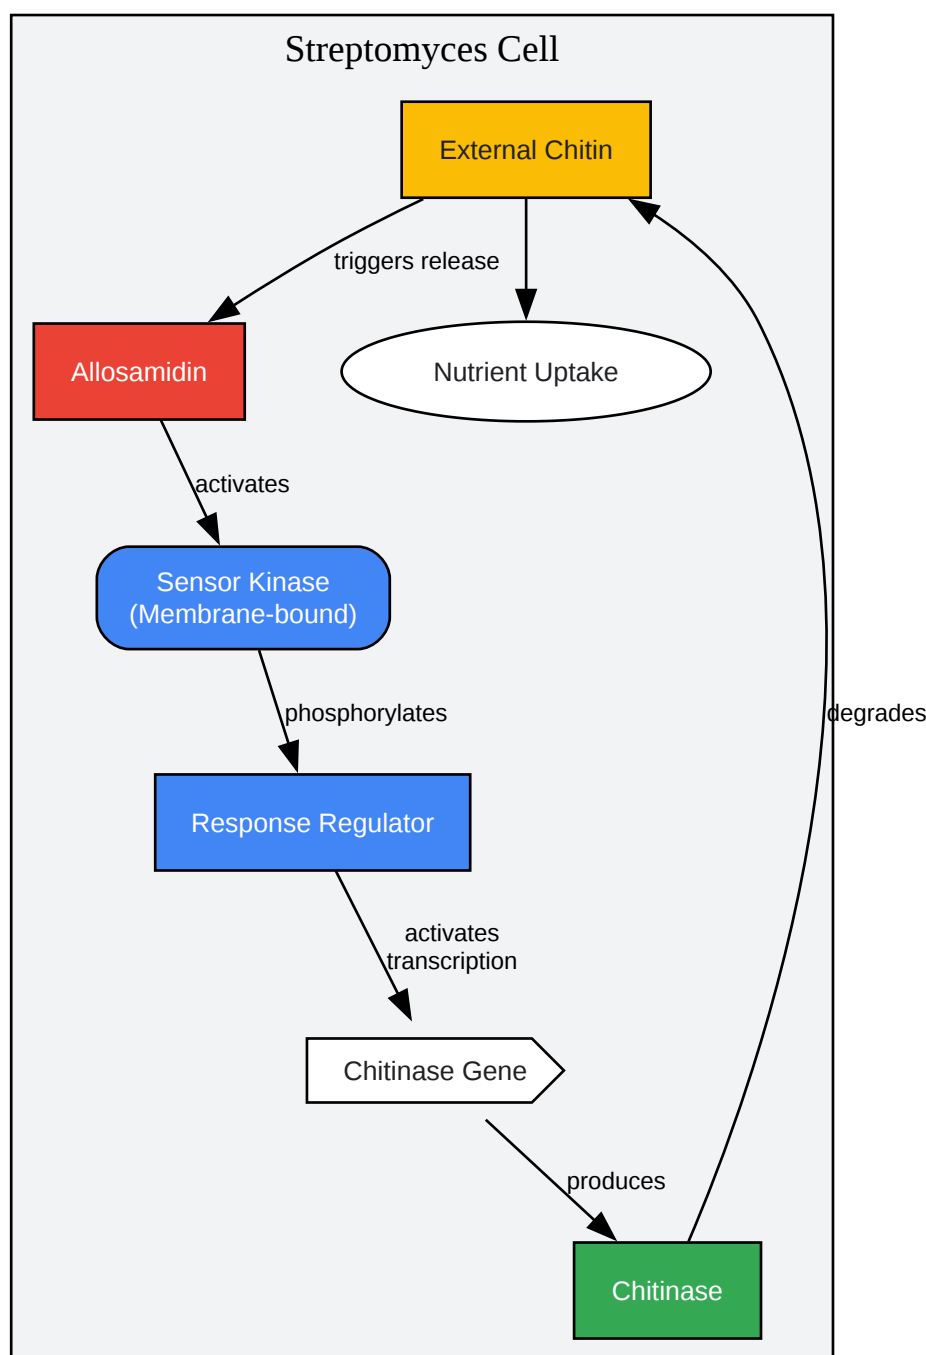 Streptomyces Cell
External Chitin
triggers release
Allosamidin
Nutrient Uptake
activates
Sensor Kinase
(Membrane-bound)
phosphorylates
degrades
Response Regulator
activates
transcription
Chitinase Gene
produces
Chitinase